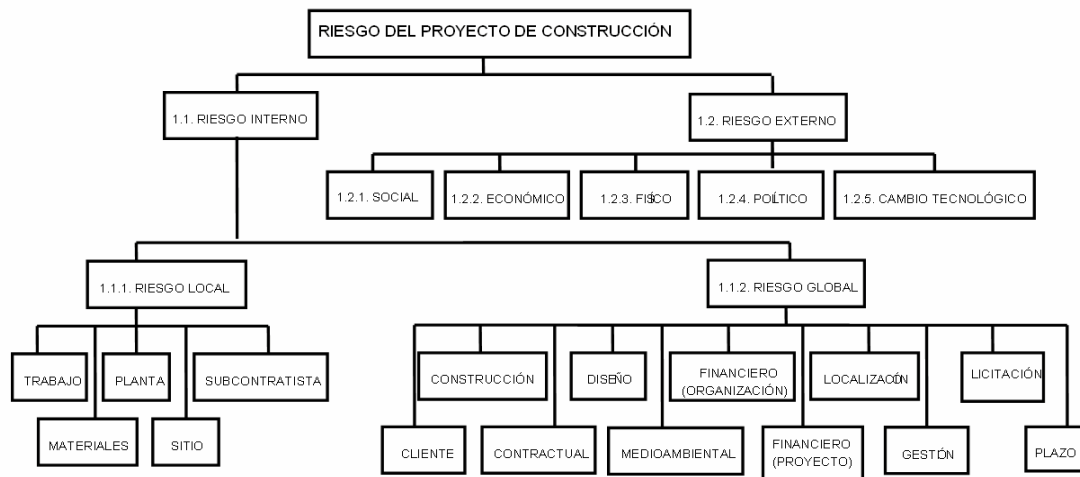 RIESGO DEL PROYECTO DE CONSTRUCCIÓN
1.1. RIESGO INTERNO
1.2. RIESGO EXTERNO
1.2.1. SOCIAL
1.2.2. ECONÓMICO
1.2.3. FISÍCO
1.2.4. POLÍTICO
1.2.5. CAMBIO TECNOLÓGICO
1.1.1. RIESGO LOCAL
1.1.2. RIESGO GLOBAL
TRABAJO
PLANTA
SUBCONTRATISTA
MATERIALES
SITIO
CONSTRUCCIÓN
DISEÑO
FINANCIERO
(ORGANIZACIÓN)
LOCALIZACIÓN
LICITACIÓN
CLIENTE
CONTRACTUAL
MEDIOAMBIENTAL
FINANCIERO
(PROYECTO)
GESTIÓN
PLAZO